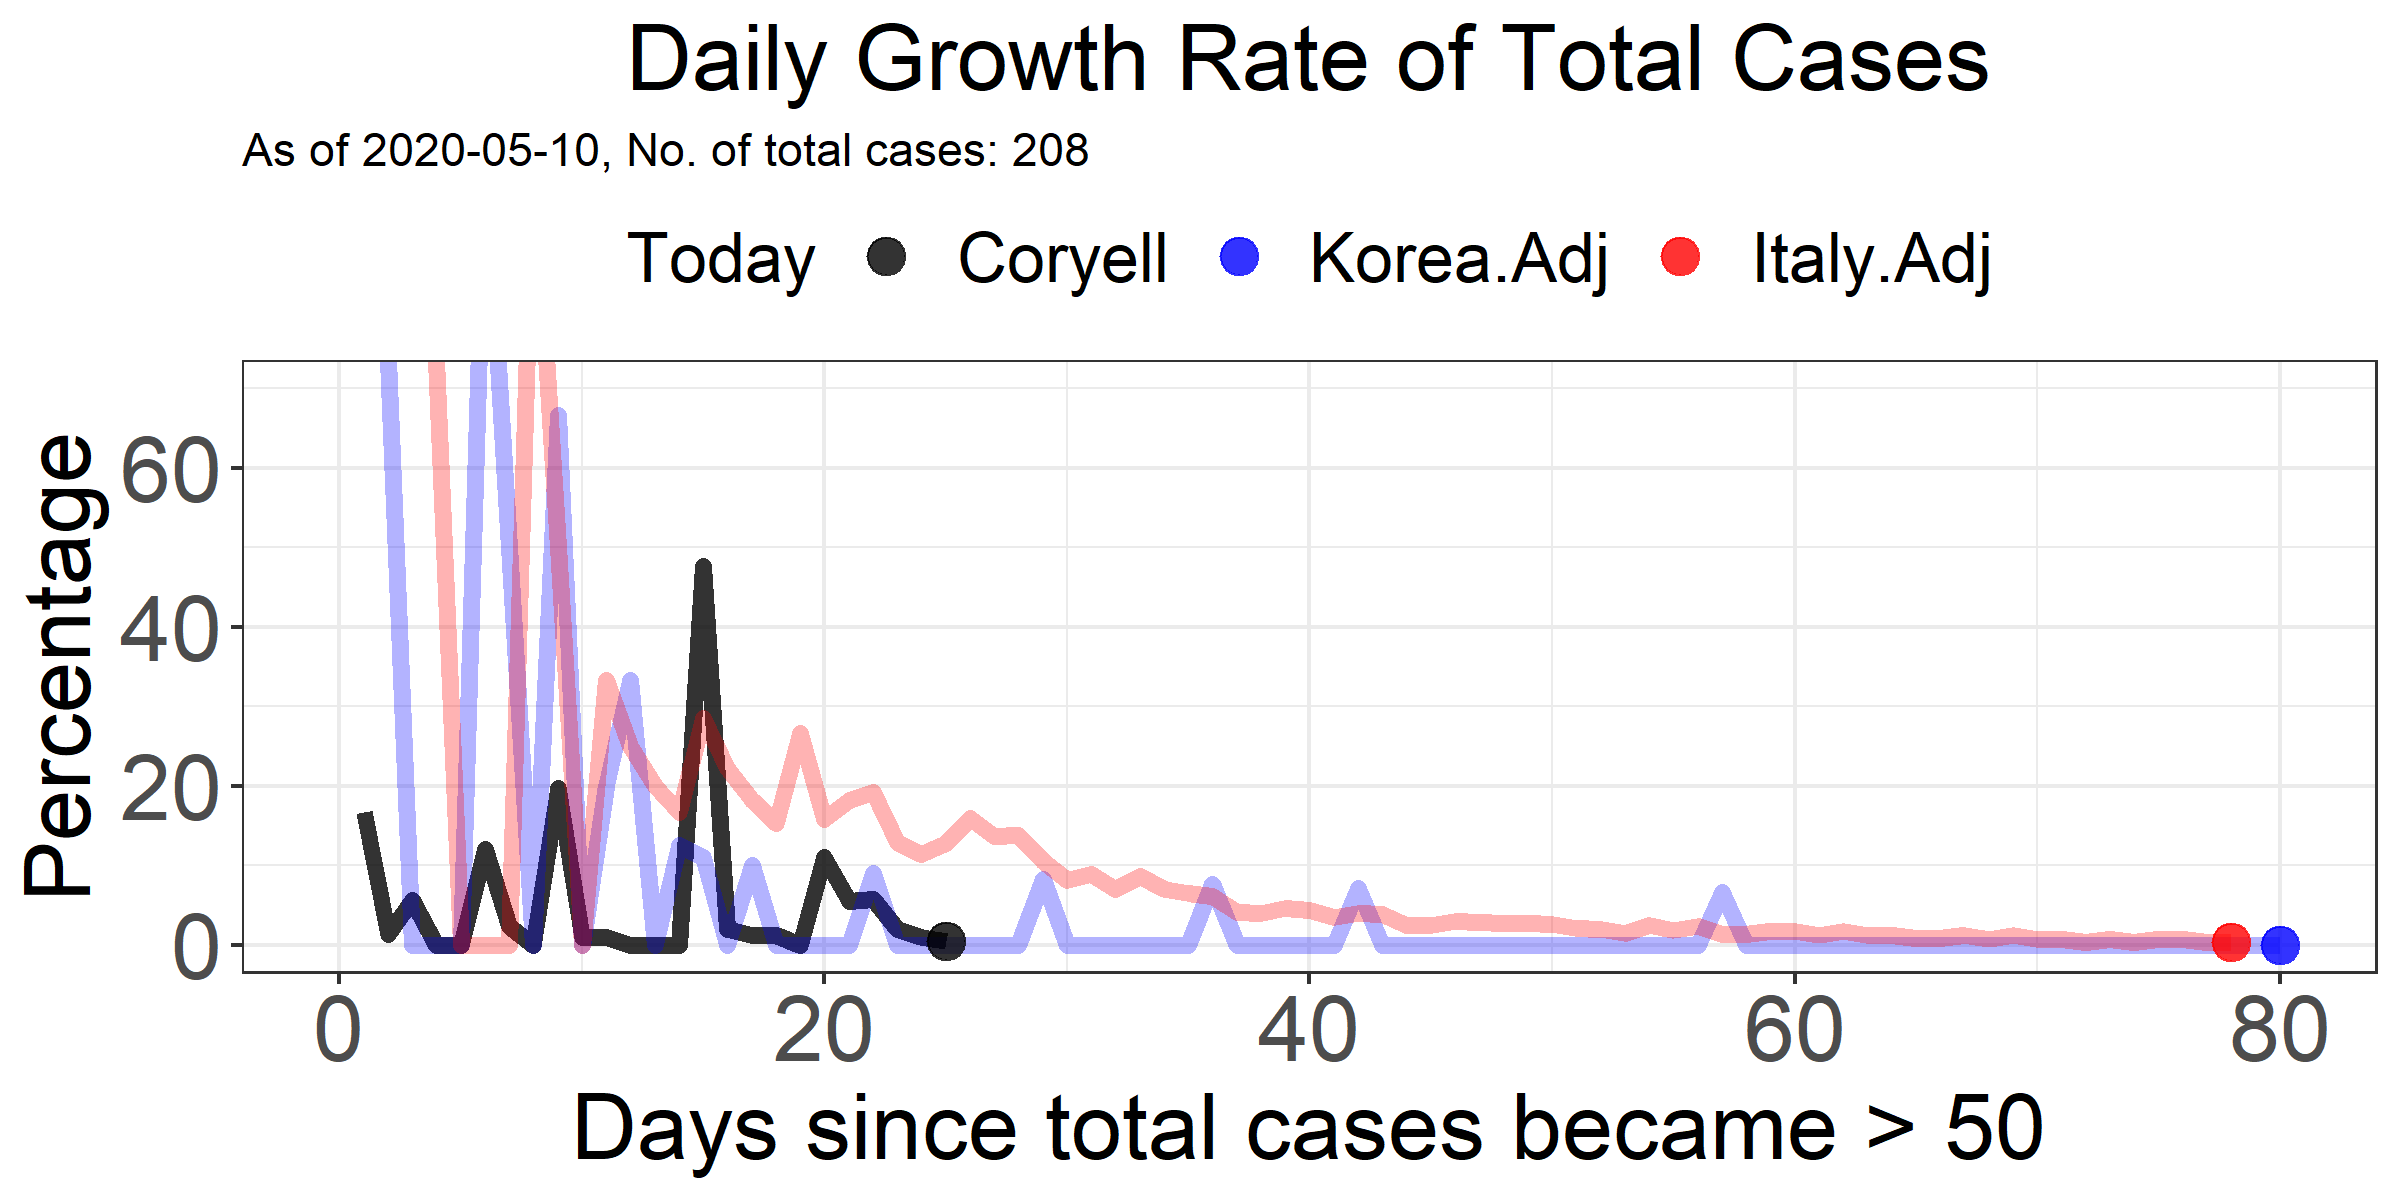 Daily Growth Rate of Total Cases
As of 2020-05-10, No. of total cases: 208
Today Coryell Korea.Adj Italy.Adj
Percentage
60
40
20
0
0 20 40 60 80
Days since total cases became > 50